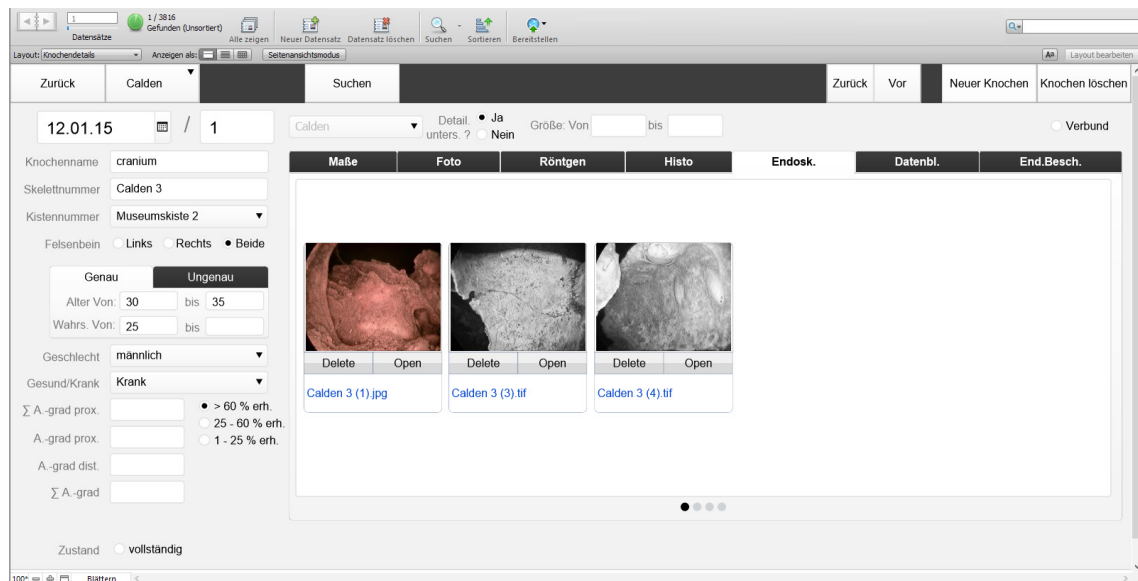 1
1 / 3816
Gefunden (Unsortiert)
Datensätze
Alle zeigen
Neuer Datensatz
Datensatz löschen
Suchen
Sortieren
Bereitstellen
Layout: Knochendetails
Anzeigen als:
Seitenansichtsmodus
Aa
Layout bearbeiten
Zurück
Calden
Suchen
Zurück
Vor
Neuer Knochen
Knochen löschen
12.01.15
/
1
Calden
Detail. unters. ?
Ja
Nein
Größe: Von
bis
Verbund
Knochenname cranium
Skelettnummer Calden 3
Kistennummer Museumskiste 2
Felsenbein Links Rechts Beide
Genau Ungenau
Alter Von: 30 bis 35
Wahrs. Von: 25 bis
Geschlecht männlich
Gesund/Krank Krank
∑ A.-grad prox.
> 60 % erh.
25 - 60 % erh.
A.-grad prox.
1 - 25 % erh.
A.-grad dist.
∑ A.-grad
Zustand vollständig
Maße Foto Röntgen Histo Endosk. Datenbl. End.Besch.
Delete Open Delete Open Delete Open
Calden 3 (1).jpg
Calden 3 (3).tif
Calden 3 (4).tif
100
Blättern